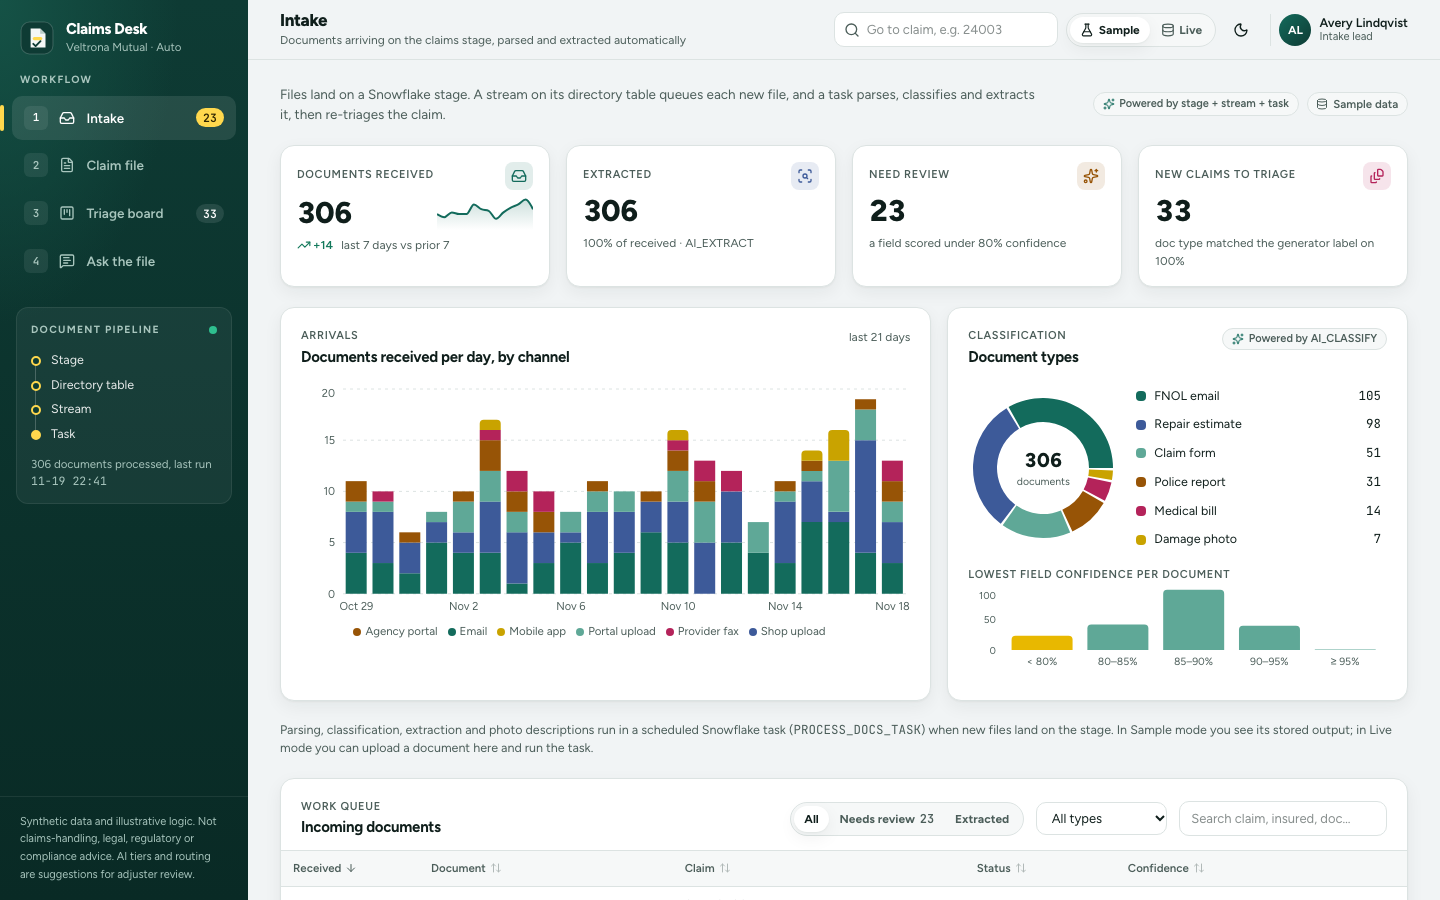 Claims Desk
Veltrona Mutual · Auto
WORKFLOW
1 Intake 23
2 Claim file
3 Triage board 33
4 Ask the file
DOCUMENT PIPELINE
Stage
Directory table
Stream
Task
306 documents processed, last run
11-19 22:41
Synthetic data and illustrative logic. Not
claims-handling, legal, regulatory or
compliance advice. AI tiers and routing
are suggestions for adjuster review.
Intake
Documents arriving on the claims stage, parsed and extracted automatically
Go to claim, e.g. 24003
Sample
Live
AL
Avery Lindqvist
Intake lead
Files land on a Snowflake stage. A stream on its directory table queues each new file, and a task parses, classifies and extracts
it, then re-triages the claim.
Powered by stage + stream + task
Sample data
DOCUMENTS RECEIVED
306
+14 last 7 days vs prior 7
EXTRACTED
306
100% of received · AI_EXTRACT
NEED REVIEW
23
a field scored under 80% confidence
NEW CLAIMS TO TRIAGE
33
doc type matched the generator label on
100%
ARRIVALS
Documents received per day, by channel
last 21 days
20
15
10
5
0
Oct 29 Nov 2 Nov 6 Nov 10 Nov 14 Nov 18
Agency portal Email Mobile app Portal upload Provider fax Shop upload
CLASSIFICATION
Document types
Powered by AI_CLASSIFY
306
documents
FNOL email 105
Repair estimate 98
Claim form 51
Police report 31
Medical bill 14
Damage photo 7
LOWEST FIELD CONFIDENCE PER DOCUMENT
100
50
0
< 80% 80–85% 85–90% 90–95% ≥ 95%
Parsing, classification, extraction and photo descriptions run in a scheduled Snowflake task (PROCESS_DOCS_TASK) when new files land on the stage. In Sample mode you see its stored output; in Live
mode you can upload a document here and run the task.
WORK QUEUE
Incoming documents
All
Needs review 23
Extracted
All types
Search claim, insured, doc...
Received Document Claim Status Confidence